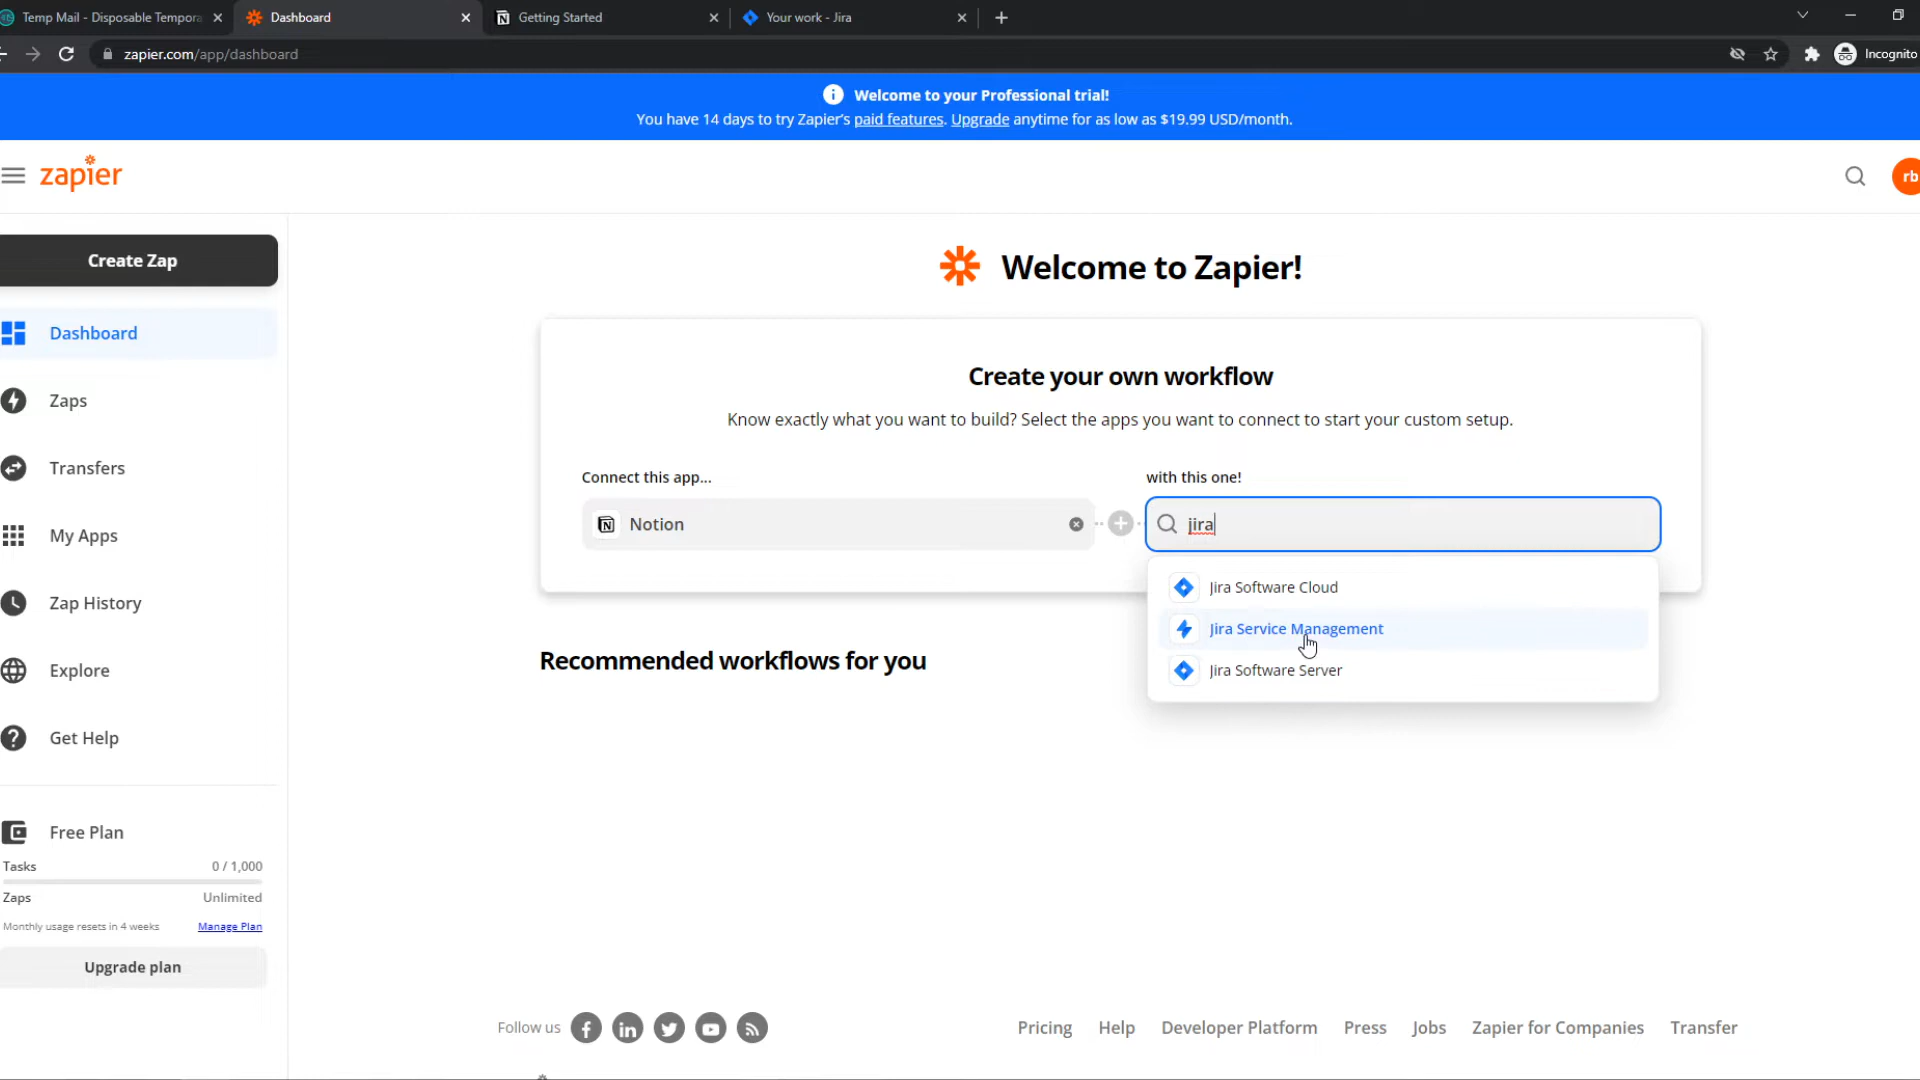 Temp Mail - Disposable Tempora
Dashboard
Getting Started
Your work - Jira
zapier.com/app/dashboard
Incognito
Welcome to your Professional trial!
You have 14 days to try Zapier's paid features. Upgrade anytime for as low as $19.99 USD/month.
zapier
rb
Create Zap
Dashboard
Zaps
Transfers
My Apps
Zap History
Explore
Get Help
Free Plan
Tasks 0 / 1,000
Zaps Unlimited
Monthly usage resets in 4 weeks Manage Plan
Upgrade plan
Welcome to Zapier!
Create your own workflow
Know exactly what you want to build? Select the apps you want to connect to start your custom setup.
Connect this app...
Notion
with this one!
jira
Jira Software Cloud
Jira Service Management
Jira Software Server
Recommended workflows for you
Follow us
Pricing Help Developer Platform Press Jobs Zapier for Companies Transfer